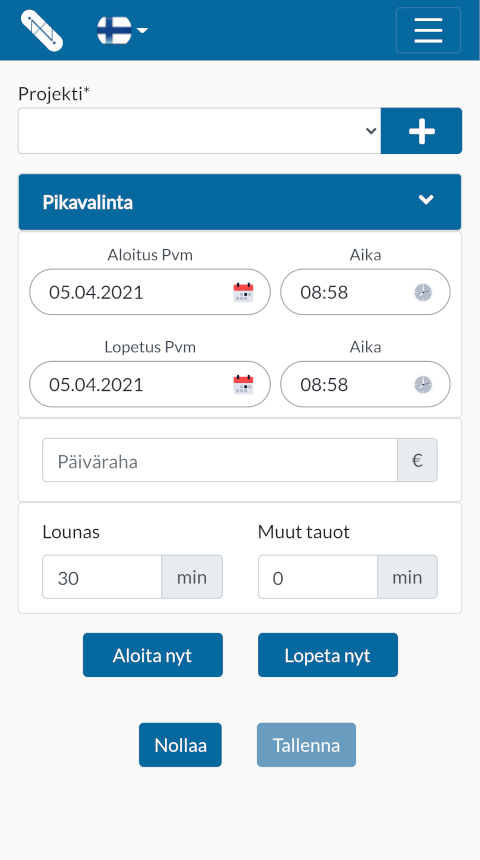 Projekti*
Pikavalinta
Aloitus Pvm Aika
05.04.2021 08:58
Lopetus Pvm Aika
05.04.2021 08:58
Päiväraha €
Lounas Muut tauot
30 min 0 min
Aloita nyt Lopeta nyt
Nollaa Tallenna